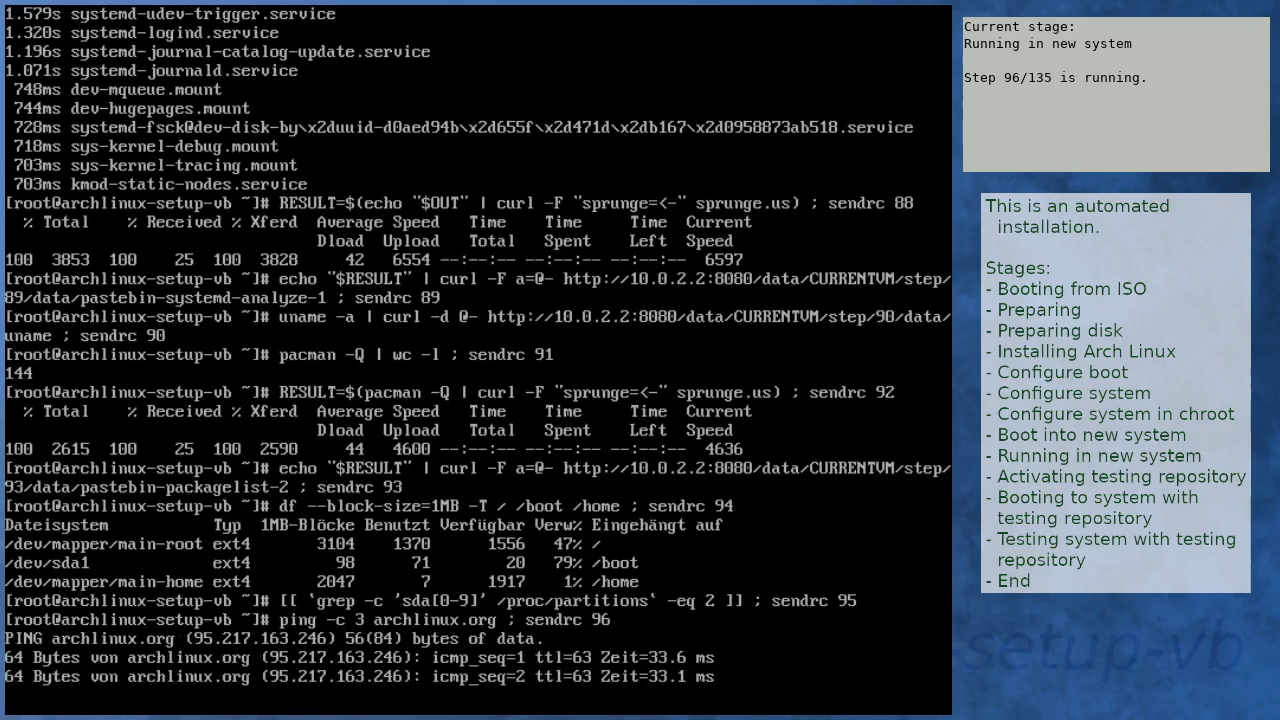 1.579s systemd-udev-trigger.service
1.320s systemd-logind.service
1.196s systemd-journal-catalog-update.service
1.071s systemd-journald.service
748ms dev-mqueue.mount
744ms dev-hugepages.mount
728ms systemd-fsck@dev-disk-by\x2duuid-d0aed94b\x2d655f\x2d471d\x2db167\x2d0958873ab518.service
718ms sys-kernel-debug.mount
703ms sys-kernel-tracing.mount
703ms kmod-static-nodes.service
[root@archlinux-setup-vb ~]# RESULT=$(echo "$OUT" | curl -F "sprunge=<-" sprunge.us) ; sendrc 88
% Total    % Received % Xferd  Average Speed   Time    Time     Time  Current
Dload  Upload   Total   Spent    Left  Speed
100  3853  100    25  100  3828     42   6554 --:--:-- --:--:-- --:--:--  6597
[root@archlinux-setup-vb ~]# echo "$RESULT" | curl -F a=@- http://10.0.2.2:8080/data/CURRENTVM/step/
89/data/pastebin-systemd-analyze-1 ; sendrc 89
[root@archlinux-setup-vb ~]# uname -a | curl -d @- http://10.0.2.2:8080/data/CURRENTVM/step/90/data/
uname ; sendrc 90
[root@archlinux-setup-vb ~]# pacman -Q | wc -l ; sendrc 91
144
[root@archlinux-setup-vb ~]# RESULT=$(pacman -Q | curl -F "sprunge=<-" sprunge.us) ; sendrc 92
% Total    % Received % Xferd  Average Speed   Time    Time     Time  Current
Dload  Upload   Total   Spent    Left  Speed
100  2615  100    25  100  2590     44   4600 --:--:-- --:--:-- --:--:--  4636
[root@archlinux-setup-vb ~]# echo "$RESULT" | curl -F a=@- http://10.0.2.2:8080/data/CURRENTVM/step/
93/data/pastebin-packagelist-2 ; sendrc 93
[root@archlinux-setup-vb ~]# df --block-size=1MB -T / /boot /home ; sendrc 94
Dateisystem           Typ  1MB-Blöcke Benutzt Verfügbar Verw% Eingehängt auf
/dev/mapper/main-root ext4       3104    1370      1556   47% /
/dev/sda1             ext4         98      71        20   79% /boot
/dev/mapper/main-home ext4       2047       7      1917    1% /home
[root@archlinux-setup-vb ~]# [[ `grep -c 'sda[0-9]' /proc/partitions` -eq 2 ]] ; sendrc 95
[root@archlinux-setup-vb ~]# ping -c 3 archlinux.org ; sendrc 96
PING archlinux.org (95.217.163.246) 56(84) bytes of data.
64 Bytes von archlinux.org (95.217.163.246): icmp_seq=1 ttl=63 Zeit=33.6 ms
64 Bytes von archlinux.org (95.217.163.246): icmp_seq=2 ttl=63 Zeit=33.1 ms
Current stage:
Running in new system
Step 96/135 is running.
This is an automated
installation.
Stages:
- Booting from ISO
- Preparing
- Preparing disk
- Installing Arch Linux
- Configure boot
- Configure system
- Configure system in chroot
- Boot into new system
- Running in new system
- Activating testing repository
- Booting to system with
testing repository
- Testing system with testing
repository
- End
-setup-vb